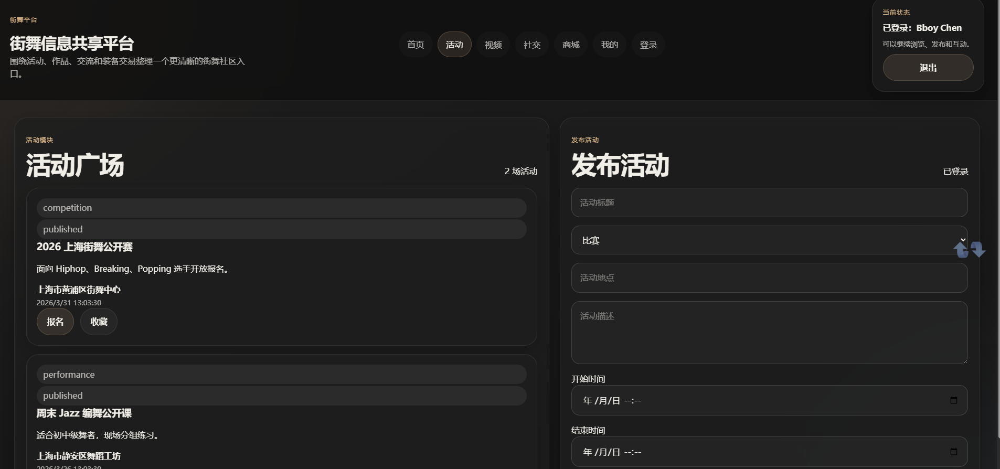 街舞平台
街舞信息共享平台
围绕活动、作品、交流和装备交易整理一个更清晰的街舞社区入
口。
首页 活动 视频 社交 商城 我的 登录
当前状态
已登录：Bboy Chen
可以继续浏览、发布和互动。
退出
活动模块
活动广场
2 场活动
competition
published
2026 上海街舞公开赛
面向 Hiphop、Breaking、Popping 选手开放报名。
上海市黄浦区街舞中心
2026/3/31 13:03:30
报名 收藏
performance
published
周末 Jazz 编舞公开课
适合初中级舞者，现场分组练习。
上海市静安区舞蹈工坊
2026/3/26 13:03:30
发布活动
发布活动
已登录
活动标题
比赛
活动地点
活动描述
开始时间
年 /月/日 --:--
结束时间
年 /月/日 --:--